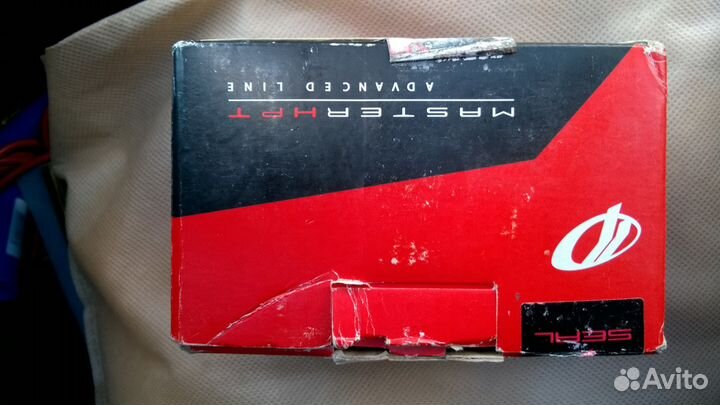 SEAL
MASTERHPT
ADVANCED LINE
Avito